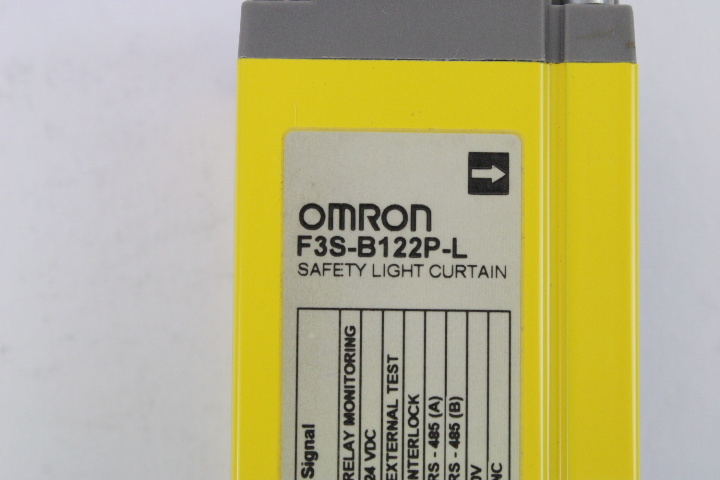 OMRON
F3S-B122P-L
SAFETY LIGHT CURTAIN
Signal
RELAY MONITORING
24 VDC
EXTERNAL TEST
INTERLOCK
RS - 485 (A)
RS - 485 (B)
0V
NC